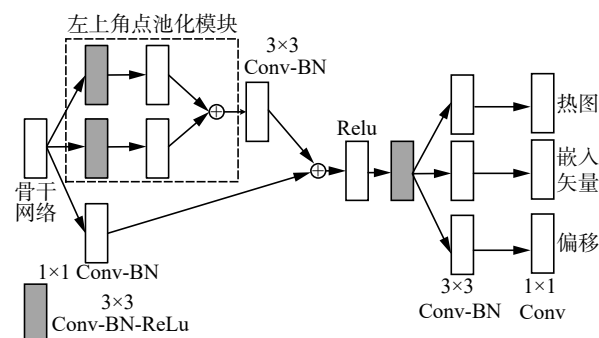 左上角点池化模块
3×3
Conv-BN
骨干
网络
1×1 Conv-BN
3×3
Conv-BN-ReLu
Relu
热图
嵌入
矢量
偏移
3×3
Conv-BN
1×1
Conv